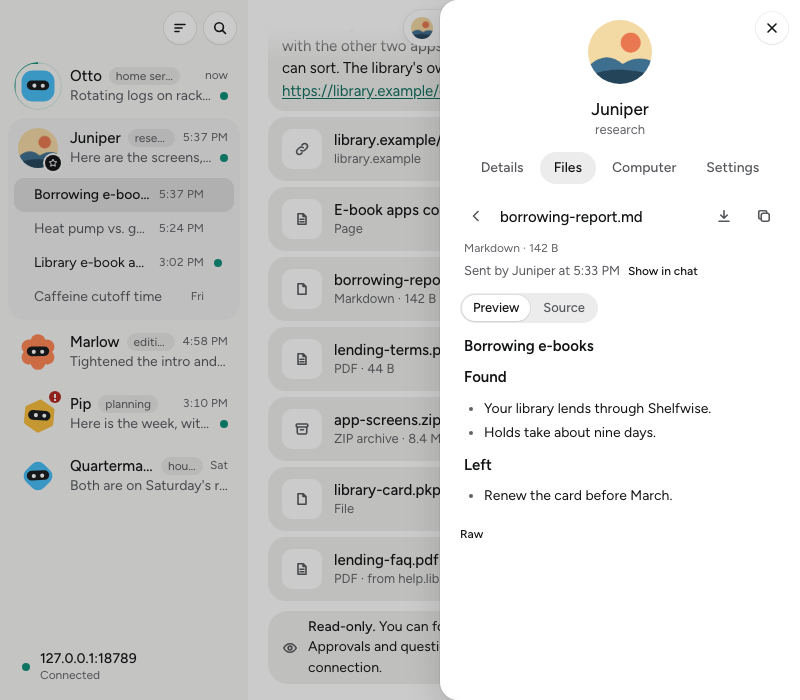 Otto
home ser...
now
Rotating logs on rack...
Juniper
rese...
5:37 PM
Here are the screens,...
Borrowing e-boo...
5:37 PM
Heat pump vs. g...
5:24 PM
Library e-book a...
3:02 PM
Caffeine cutoff time
Fri
Marlow
editi...
4:58 PM
Tightened the intro and...
Pip
planning
3:10 PM
Here is the week, wit...
Quarterma...
hou...
Sat
Both are on Saturday's r...
127.0.0.1:18789
Connected
with the other two apps
can sort. The library's ow
https://library.example/
library.example/
library.example
E-book apps co
Page
borrowing-repo
Markdown · 142 B
lending-terms.p
PDF · 44 B
app-screens.zip
ZIP archive · 8.4 M
library-card.pkp
File
lending-faq.pdf
PDF · from help.lib
Read-only. You can fo
Approvals and questi
connection.
Juniper
research
Details
Files
Computer
Settings
borrowing-report.md
Markdown · 142 B
Sent by Juniper at 5:33 PM Show in chat
Preview
Source
Borrowing e-books
Found
• Your library lends through Shelfwise.
• Holds take about nine days.
Left
• Renew the card before March.
Raw